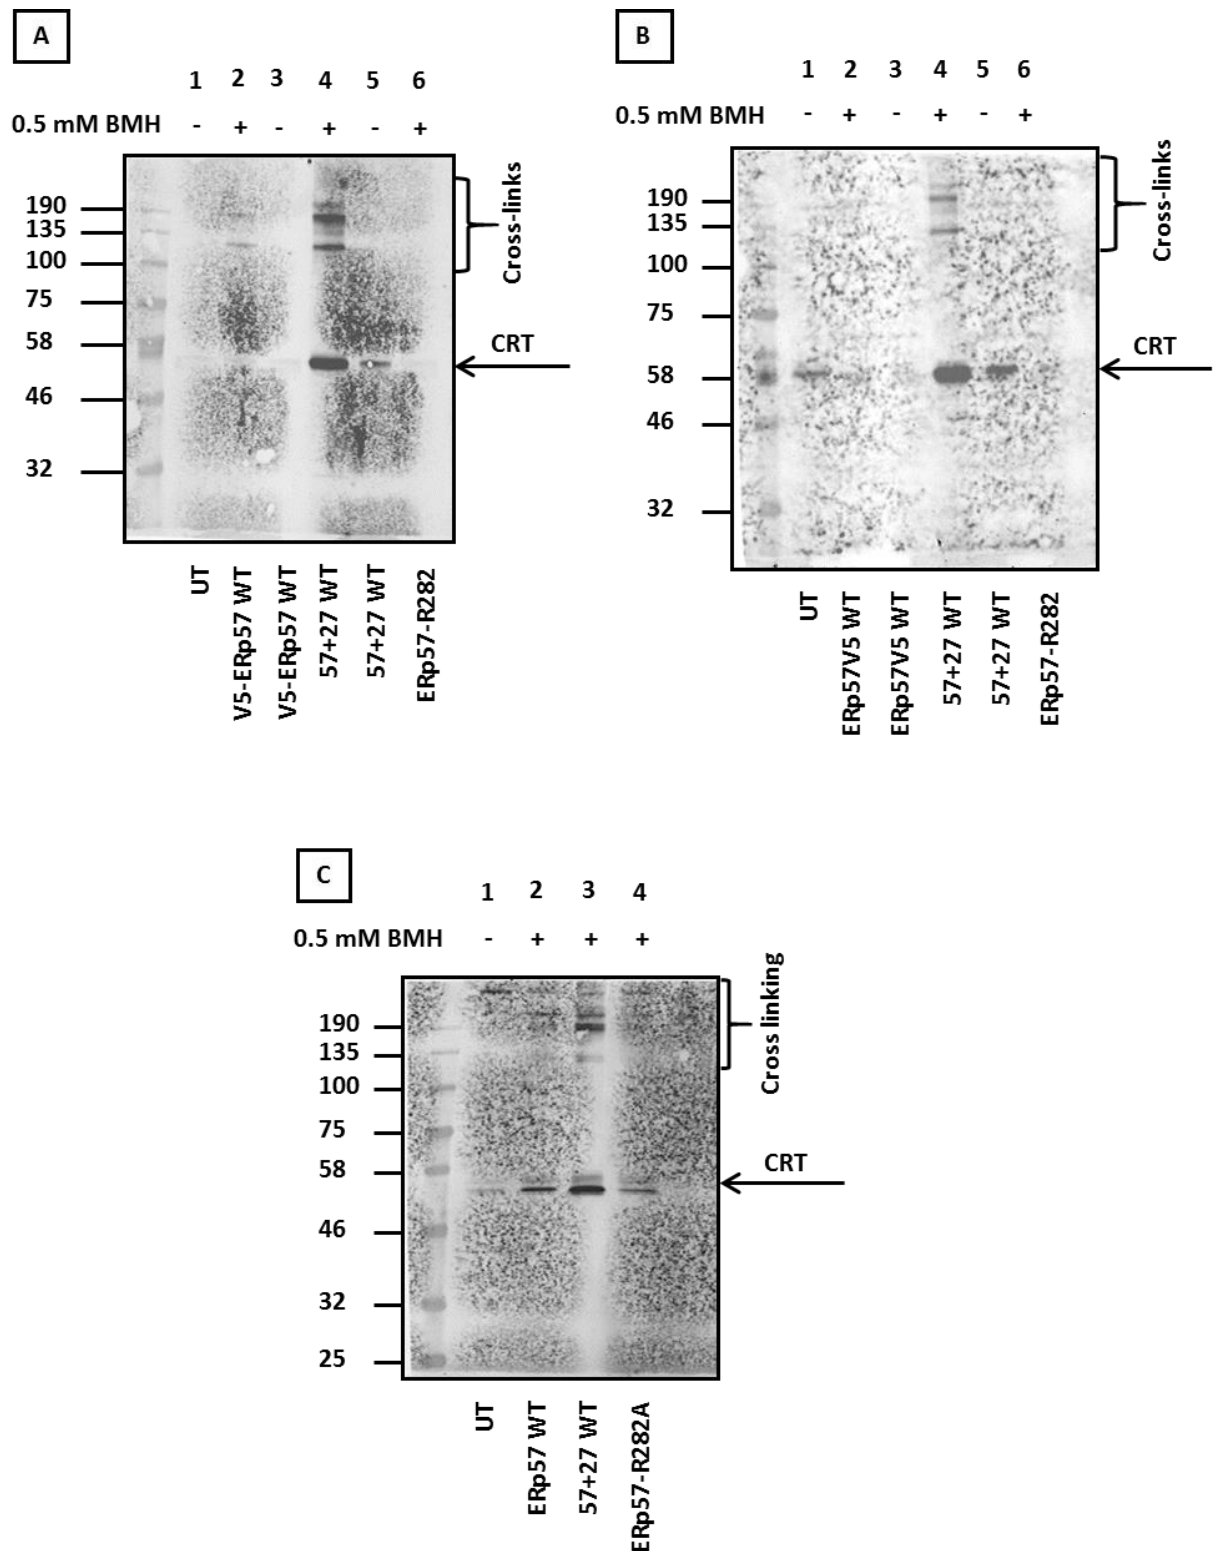 A
1 2 3 4 5 6
0.5 mM BMH - + - + - +
190
135
100
75
58
46
32
Cross-links
CRT
UT
V5-ERp57 WT
V5-ERp57 WT
57+27 WT
57+27 WT
ERp57-R282
B
1 2 3 4 5 6
0.5 mM BMH - + - + - +
190
135
100
75
58
46
32
Cross-links
CRT
UT
ERp57V5 WT
ERp57V5 WT
57+27 WT
57+27 WT
ERp57-R282
C
1 2 3 4
0.5 mM BMH - + + +
190
135
100
75
58
46
32
25
Cross linking
CRT
UT
ERp57 WT
57+27 WT
ERp57-R282A